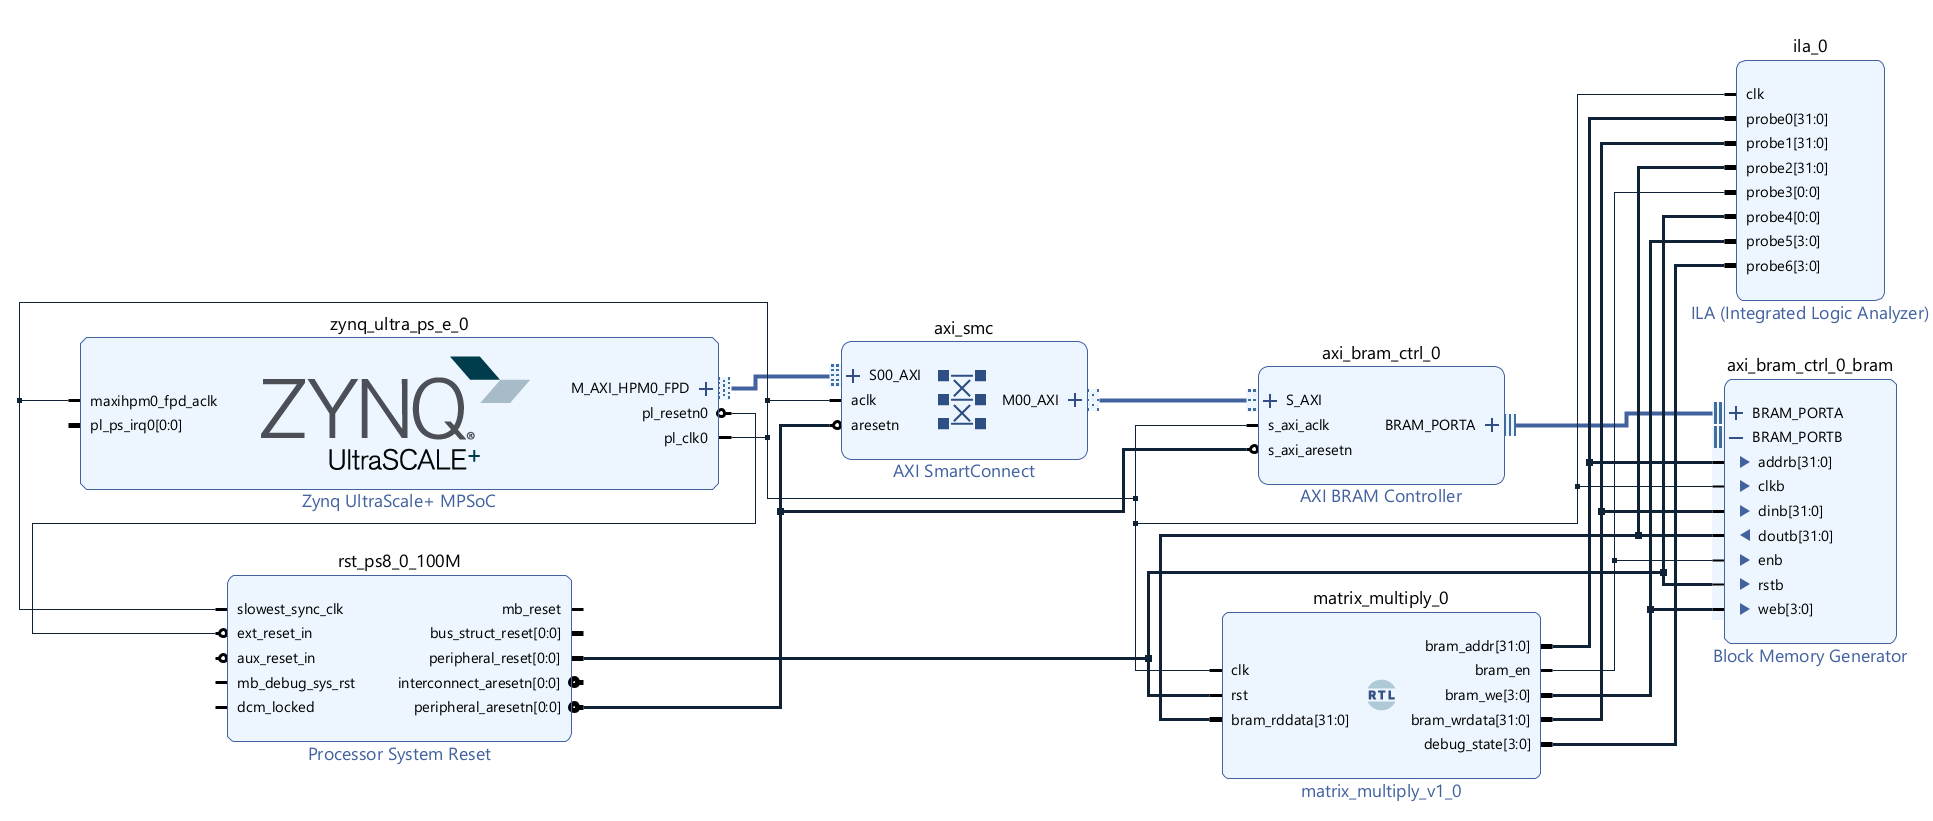 ila_0
clk
probe0[31:0]
probe1[31:0]
probe2[31:0]
probe3[0:0]
probe4[0:0]
probe5[3:0]
probe6[3:0]
ILA (Integrated Logic Analyzer)
zynq_ultra_ps_e_0
maxihpm0_fpd_aclk
pl_ps_irq0[0:0]
ZYNQ®
UltraSCALE+
M_AXI_HPM0_FPD
pl_resetn0
pl_clk0
Zynq UltraScale+ MPSoC
axi_smc
S00_AXI
aclk
aresetn
M00_AXI
AXI SmartConnect
axi_bram_ctrl_0
S_AXI
s_axi_aclk
s_axi_aresetn
BRAM_PORTA
AXI BRAM Controller
axi_bram_ctrl_0_bram
BRAM_PORTA
BRAM_PORTB
addrb[31:0]
clkb
dinb[31:0]
doutb[31:0]
enb
rstb
web[3:0]
Block Memory Generator
rst_ps8_0_100M
slowest_sync_clk
ext_reset_in
aux_reset_in
mb_debug_sys_rst
dcm_locked
mb_reset
bus_struct_reset[0:0]
peripheral_reset[0:0]
interconnect_aresetn[0:0]
peripheral_aresetn[0:0]
Processor System Reset
matrix_multiply_0
clk
rst
bram_rddata[31:0]
RTL
bram_addr[31:0]
bram_en
bram_we[3:0]
bram_wrdata[31:0]
debug_state[3:0]
matrix_multiply_v1_0